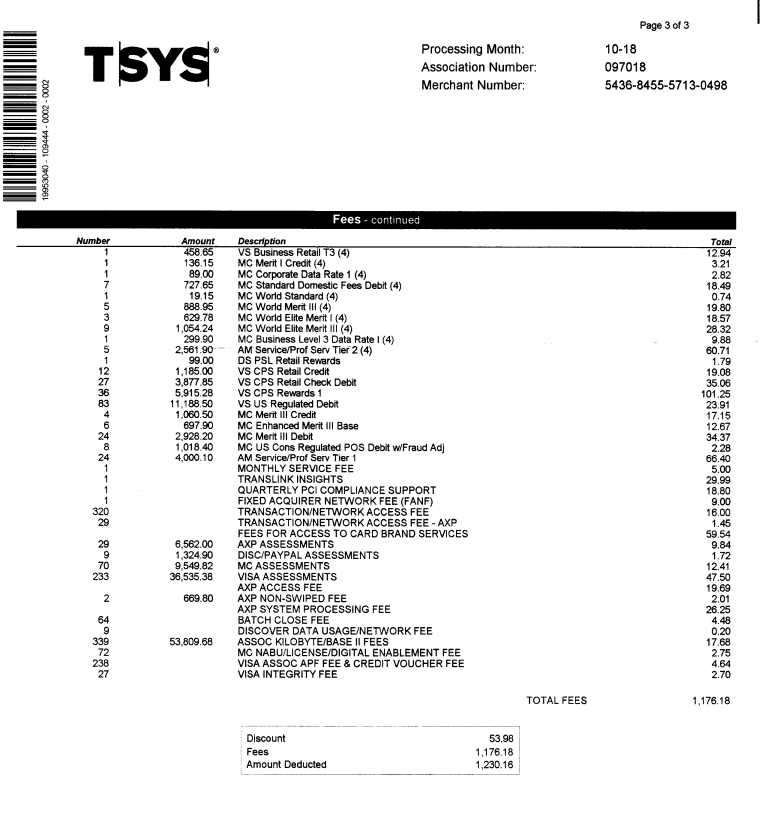 Page 3 of 3
TSYS®
Processing Month: 10-18
Association Number: 097018
Merchant Number: 5436-8455-5713-0498
19953040 - 109444 - 0002 - 0002
Fees - continued
Number Amount Description Total
1 458.65 VS Business Retail T3 (4) 12.94
1 136.15 MC Merit I Credit (4) 3.21
1 89.00 MC Corporate Data Rate 1 (4) 2.82
7 727.65 MC Standard Domestic Fees Debit (4) 18.49
1 19.15 MC World Standard (4) 0.74
5 888.95 MC World Merit III (4) 19.80
3 629.78 MC World Elite Merit I (4) 18.57
9 1,054.24 MC World Elite Merit III (4) 28.32
1 299.90 MC Business Level 3 Data Rate I (4) 9.88
5 2,561.90 AM Service/Prof Serv Tier 2 (4) 60.71
1 99.00 DS PSL Retail Rewards 1.79
12 1,185.00 VS CPS Retail Credit 19.08
27 3,877.85 VS CPS Retail Check Debit 35.06
36 5,915.28 VS CPS Rewards 1 101.25
83 11,188.50 VS US Regulated Debit 23.91
4 1,060.50 MC Merit III Credit 17.15
6 697.90 MC Enhanced Merit III Base 12.67
24 2,928.20 MC Merit III Debit 34.37
8 1,018.40 MC US Cons Regulated POS Debit w/Fraud Adj 2.28
24 4,000.10 AM Service/Prof Serv Tier 1 66.40
1 MONTHLY SERVICE FEE 5.00
1 TRANSLINK INSIGHTS 29.99
1 QUARTERLY PCI COMPLIANCE SUPPORT 18.80
1 FIXED ACQUIRER NETWORK FEE (FANF) 9.00
320 TRANSACTION/NETWORK ACCESS FEE 16.00
29 TRANSACTION/NETWORK ACCESS FEE - AXP 1.45
FEES FOR ACCESS TO CARD BRAND SERVICES 59.54
29 6,562.00 AXP ASSESSMENTS 9.84
9 1,324.90 DISC/PAYPAL ASSESSMENTS 1.72
70 9,549.82 MC ASSESSMENTS 12.41
233 36,535.38 VISA ASSESSMENTS 47.50
AXP ACCESS FEE 19.69
2 669.80 AXP NON-SWIPED FEE 2.01
AXP SYSTEM PROCESSING FEE 26.25
64 BATCH CLOSE FEE 4.48
9 DISCOVER DATA USAGE/NETWORK FEE 0.20
339 53,809.68 ASSOC KILOBYTE/BASE II FEES 17.68
72 MC NABU/LICENSE/DIGITAL ENABLEMENT FEE 2.75
238 VISA ASSOC APF FEE & CREDIT VOUCHER FEE 4.64
27 VISA INTEGRITY FEE 2.70
TOTAL FEES 1,176.18
Discount 53.98
Fees 1,176.18
Amount Deducted 1,230.16